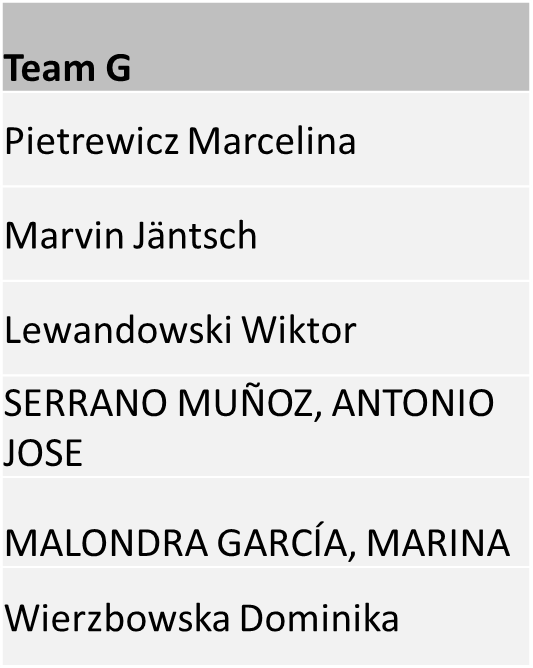 Team G
Pietrewicz Marcelina
Marvin Jäntsch
Lewandowski Wiktor
SERRANO MUÑOZ, ANTONIO
JOSE
MALONDRA GARCÍA, MARINA
Wierzbowska Dominika